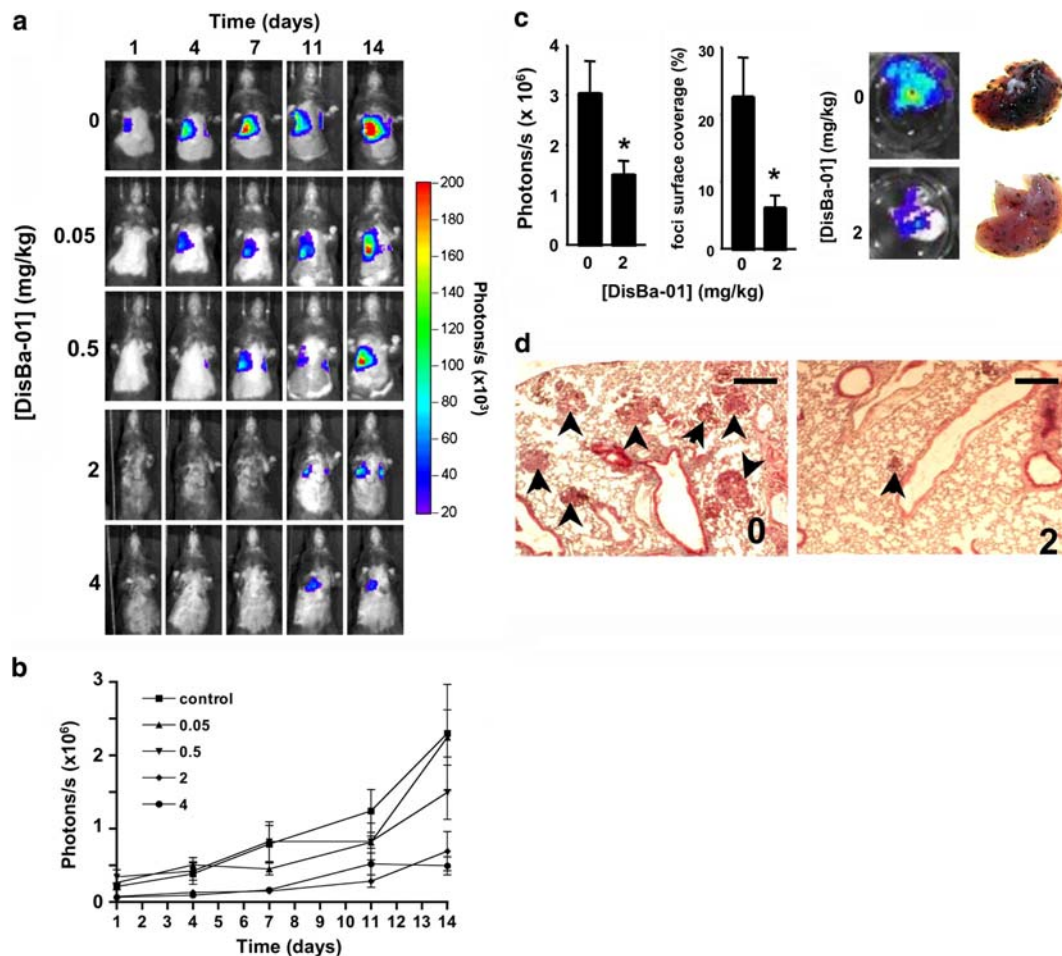 a
Time (days)
1 4 7 11 14
[DisBa-01] (mg/kg)
0
0.05
0.5
2
4
200
180
160
140
120
100
80
60
40
20
Photons/s (x10³)
b
Photons/s (x10⁶)
3
2
1
0
control
0.05
0.5
2
4
1 2 3 4 5 6 7 8 9 10 11 12 13 14
Time (days)
c
Photons/s (x 10⁶)
4
3
2
1
0
*
0 2
foci surface coverage (%)
30
20
10
0
*
0 2
[DisBa-01] (mg/kg)
[DisBa-01] (mg/kg)
0
2
d
0
2